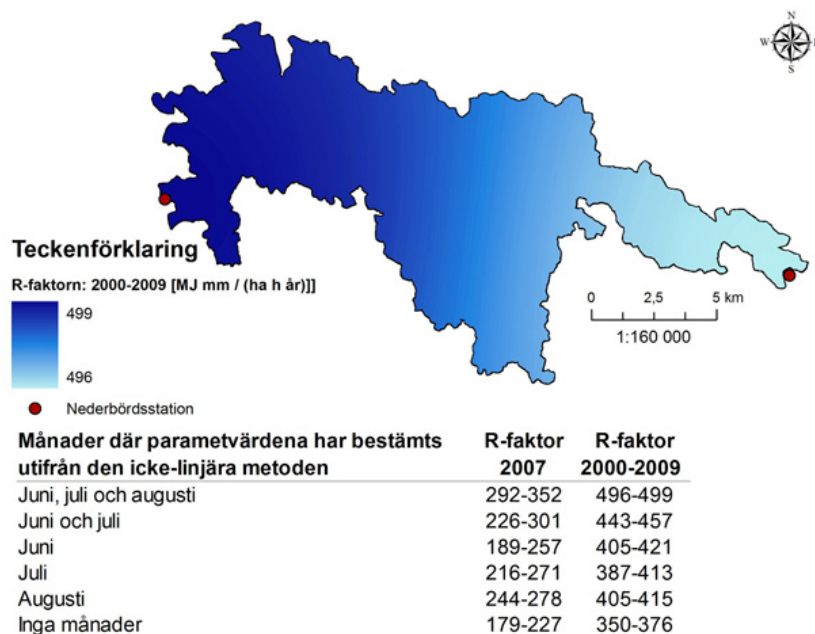 N
W E
S
Teckenförklaring
R-faktorn: 2000-2009 [MJ mm / (ha h år)]]
499
496
Nederbördsstation
0 2,5 5 km
1:160 000
Månader där parametvärdena har bestämts R-faktor R-faktor
utifrån den icke-linjära metoden 2007 2000-2009
Juni, juli och augusti 292-352 496-499
Juni och juli 226-301 443-457
Juni 189-257 405-421
Juli 216-271 387-413
Augusti 244-278 405-415
Inga månader 179-227 350-376